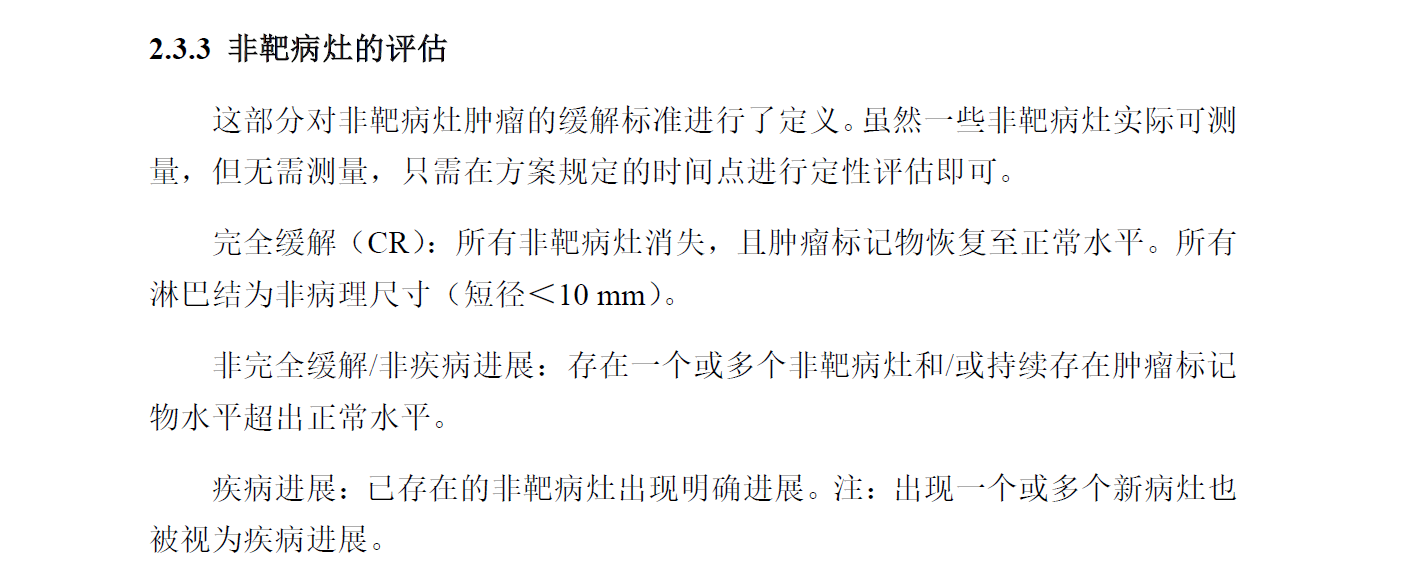 2.3.3 非靶病灶的评估
这部分对非靶病灶肿瘤的缓解标准进行了定义。虽然一些非靶病灶实际可测
量，但无需测量，只需在方案规定的时间点进行定性评估即可。
完全缓解（CR）：所有非靶病灶消失，且肿瘤标记物恢复至正常水平。所有
淋巴结为非病理尺寸（短径＜10 mm）。
非完全缓解/非疾病进展：存在一个或多个非靶病灶和/或持续存在肿瘤标记
物水平超出正常水平。
疾病进展：已存在的非靶病灶出现明确进展。注：出现一个或多个新病灶也
被视为疾病进展。